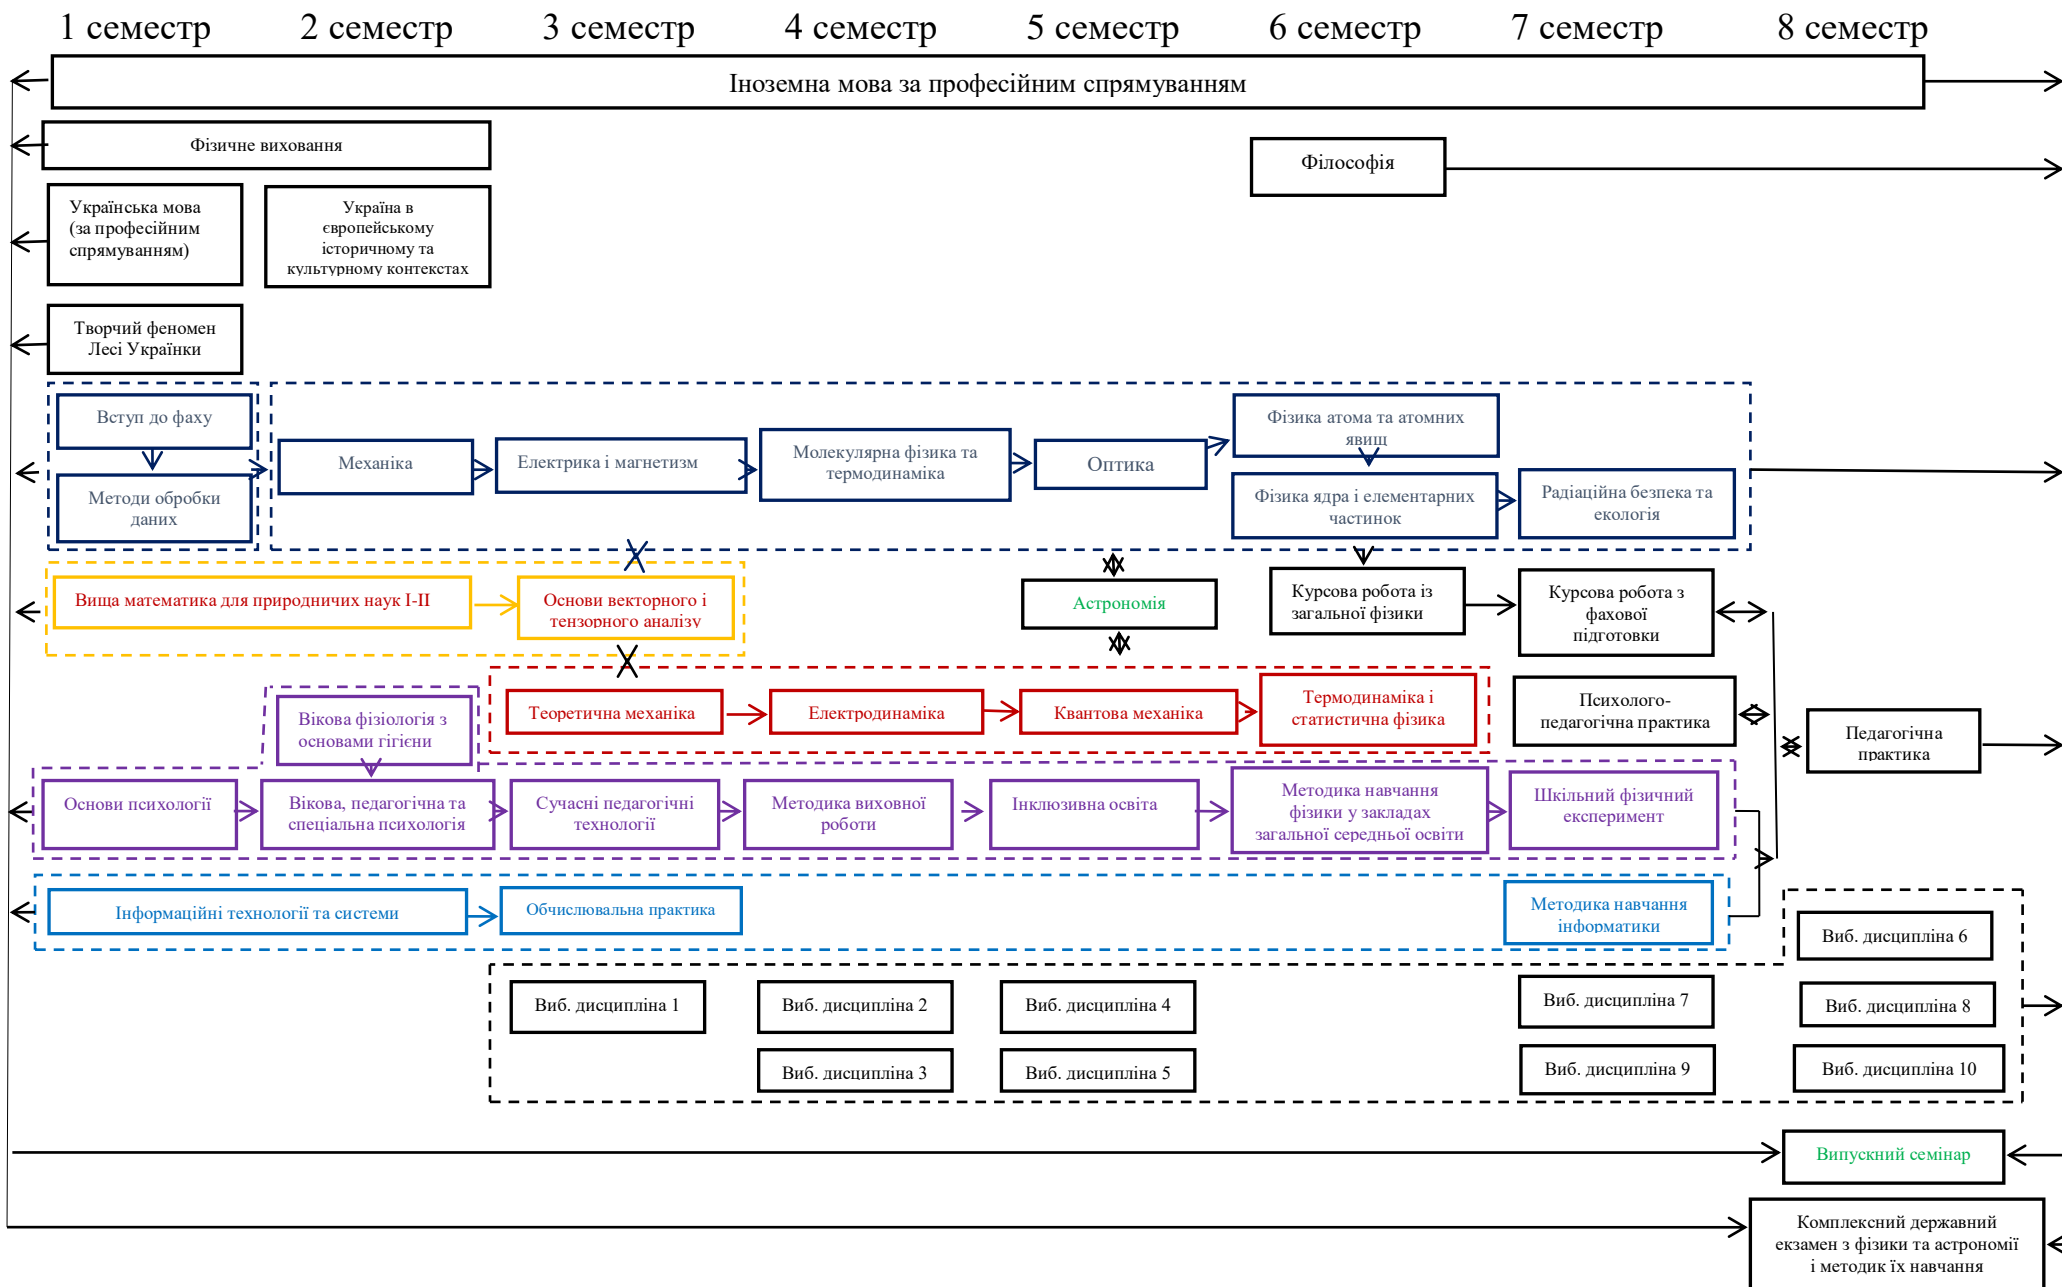 1 семестр
2 семестр
3 семестр
4 семестр
5 семестр
6 семестр
7 семестр
8 семестр
Іноземна мова за професійним спрямуванням
Фізичне виховання
Філософія
Українська мова
(за професійним
спрямуванням)
Україна в
європейському
історичному та
культурному контекстах
Творчий феномен
Лесі Українки
Вступ до фаху
Методи обробки
даних
Механіка
Електрика і магнетизм
Молекулярна фізика та
термодинаміка
Оптика
Фізика атома та атомних
явищ
Фізика ядра і елементарних
частинок
Радіаційна безпека та
екологія
Вища математика для природничих наук І-ІІ
Основи векторного і
тензорного аналізу
Астрономія
Курсова робота із
загальної фізики
Курсова робота з
фахової
підготовки
Вікова фізіологія з
основами гігієни
Теоретична механіка
Електродинаміка
Квантова механіка
Термодинаміка і
статистична фізика
Психолого-
педагогічна практика
Педагогічна
практика
Основи психології
Вікова, педагогічна та
спеціальна психологія
Сучасні педагогічні
технології
Методика виховної
роботи
Інклюзивна освіта
Методика навчання
фізики у закладах
загальної середньої освіти
Шкільний фізичний
експеримент
Інформаційні технології та системи
Обчислювальна практика
Методика навчання
інформатики
Виб. дисципліна 6
Виб. дисципліна 1
Виб. дисципліна 2
Виб. дисципліна 4
Виб. дисципліна 7
Виб. дисципліна 8
Виб. дисципліна 3
Виб. дисципліна 5
Виб. дисципліна 9
Виб. дисципліна 10
Випускний семінар
Комплексний державний
екзамен з фізики та астрономії
і методик їх навчання